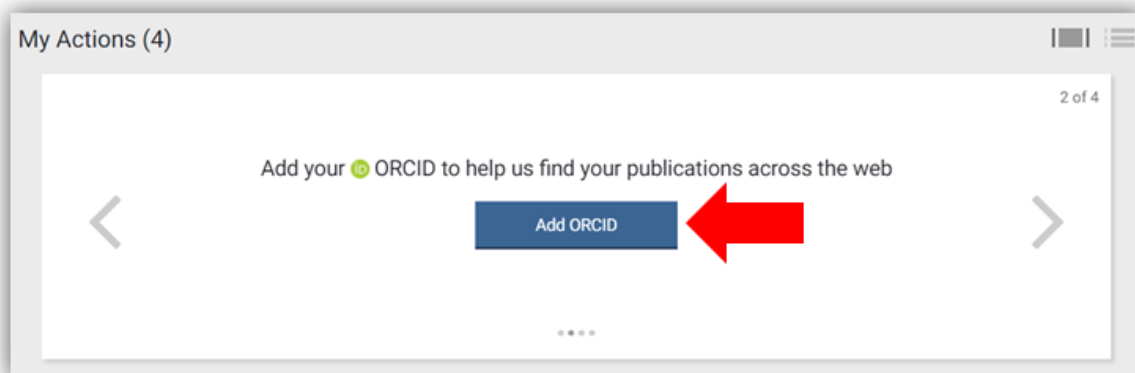 My Actions (4)
2 of 4
Add your iD ORCID to help us find your publications across the web
Add ORCID